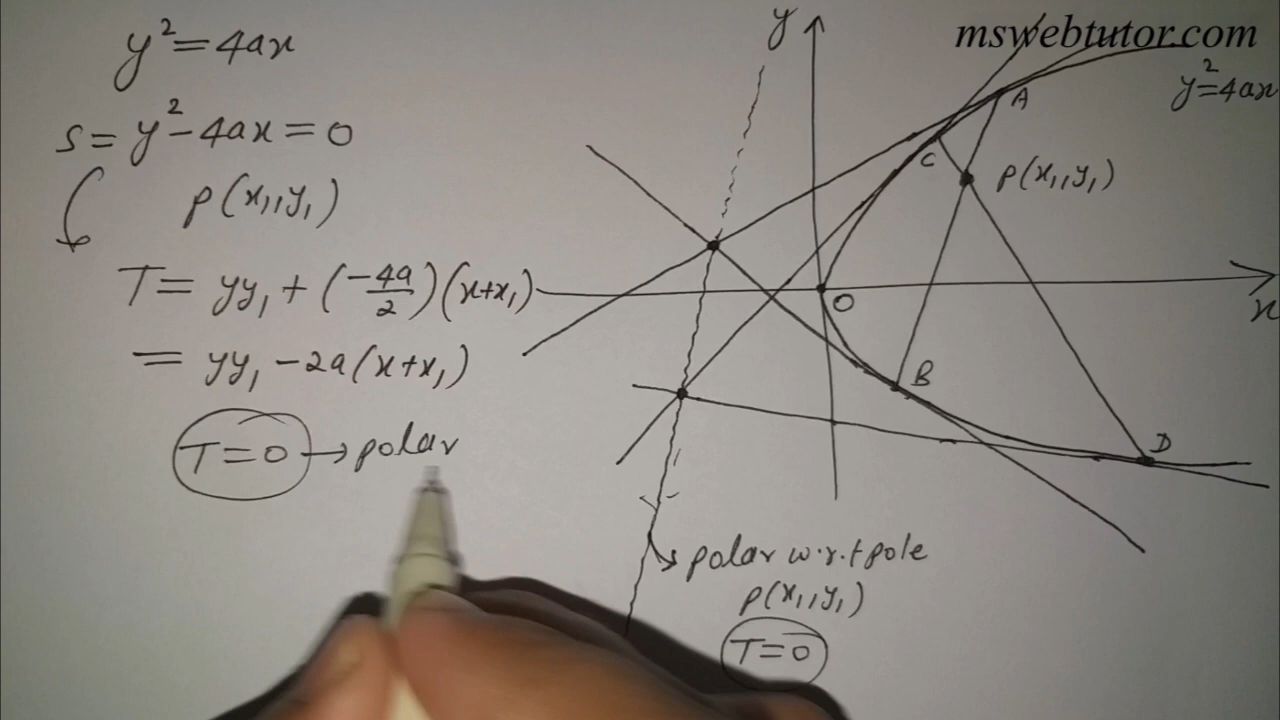 y² = 4ax
S = y² - 4ax = 0
P(x₁,y₁)
T = yy₁ + (-4a/2)(x+x₁)
= yy₁ - 2a(x+x₁)
T = 0 → polar
mswebtutor.com
y
y² = 4ax
A
C
P(x₁,y₁)
O
x
B
D
polar w.r.t pole
P(x₁,y₁)
T = 0